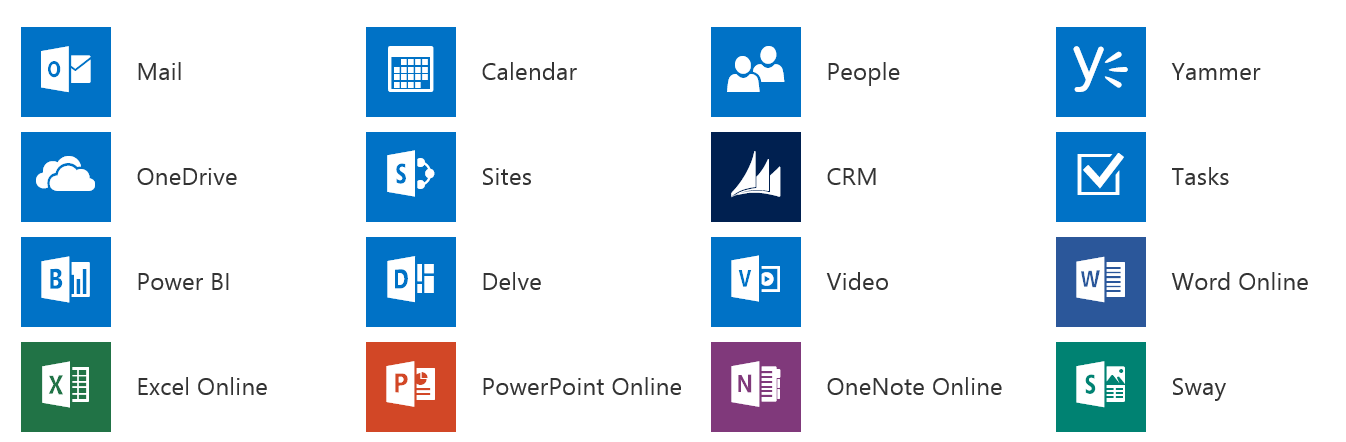 Mail
Calendar
People
Yammer
OneDrive
Sites
CRM
Tasks
Power BI
Delve
Video
Word Online
Excel Online
PowerPoint Online
OneNote Online
Sway